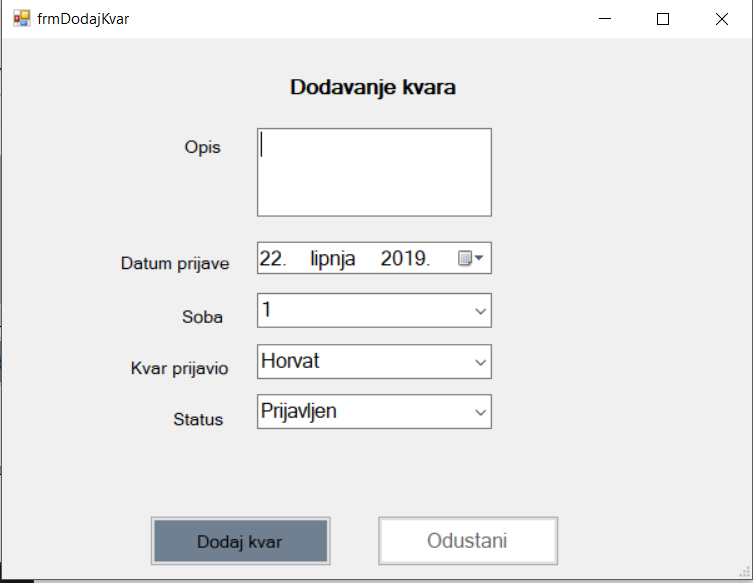 frmDodajKvar
Dodavanje kvara
Opis
Datum prijave 22. lipnja 2019.
Soba 1
Kvar prijavio Horvat
Status Prijavljen
Dodaj kvar Odustani